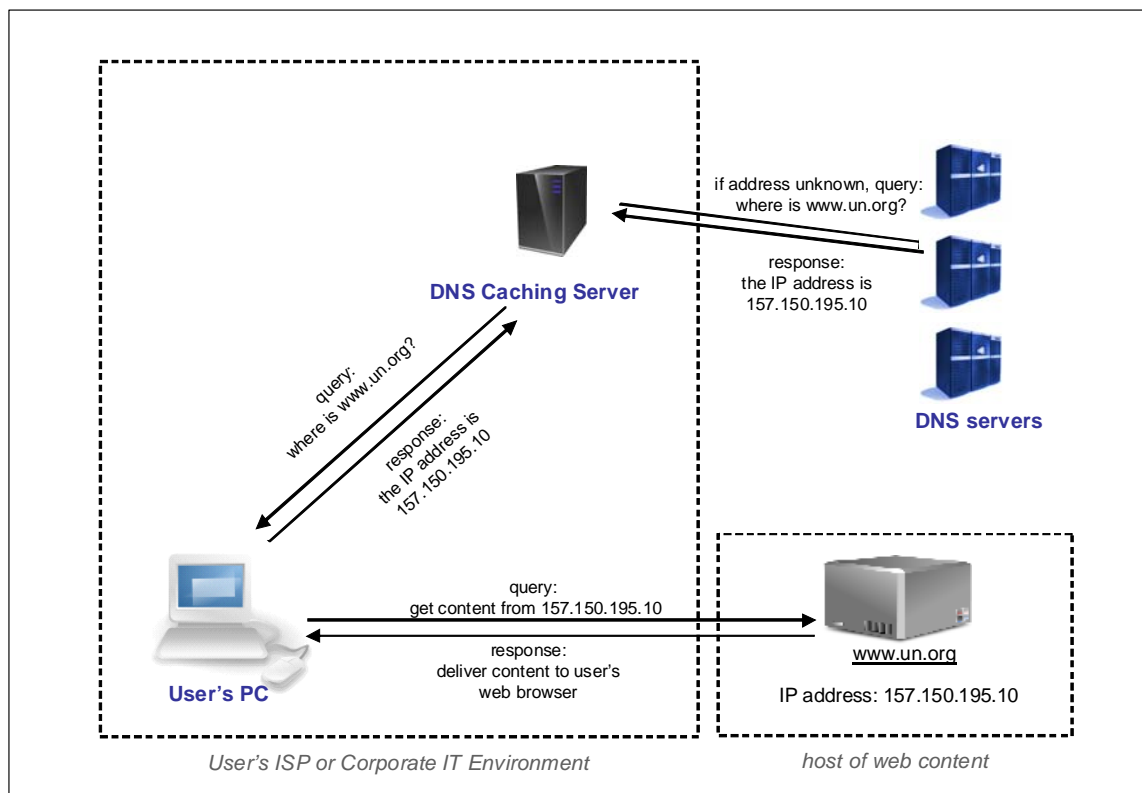 if address unknown, query:
where is www.un.org?
response:
the IP address is
157.150.195.10
DNS Caching Server
DNS servers
query:
where is www.un.org?
response:
the IP address is
157.150.195.10
query:
get content from 157.150.195.10
response:
deliver content to user’s
web browser
User’s PC
www.un.org
IP address: 157.150.195.10
User’s ISP or Corporate IT Environment
host of web content